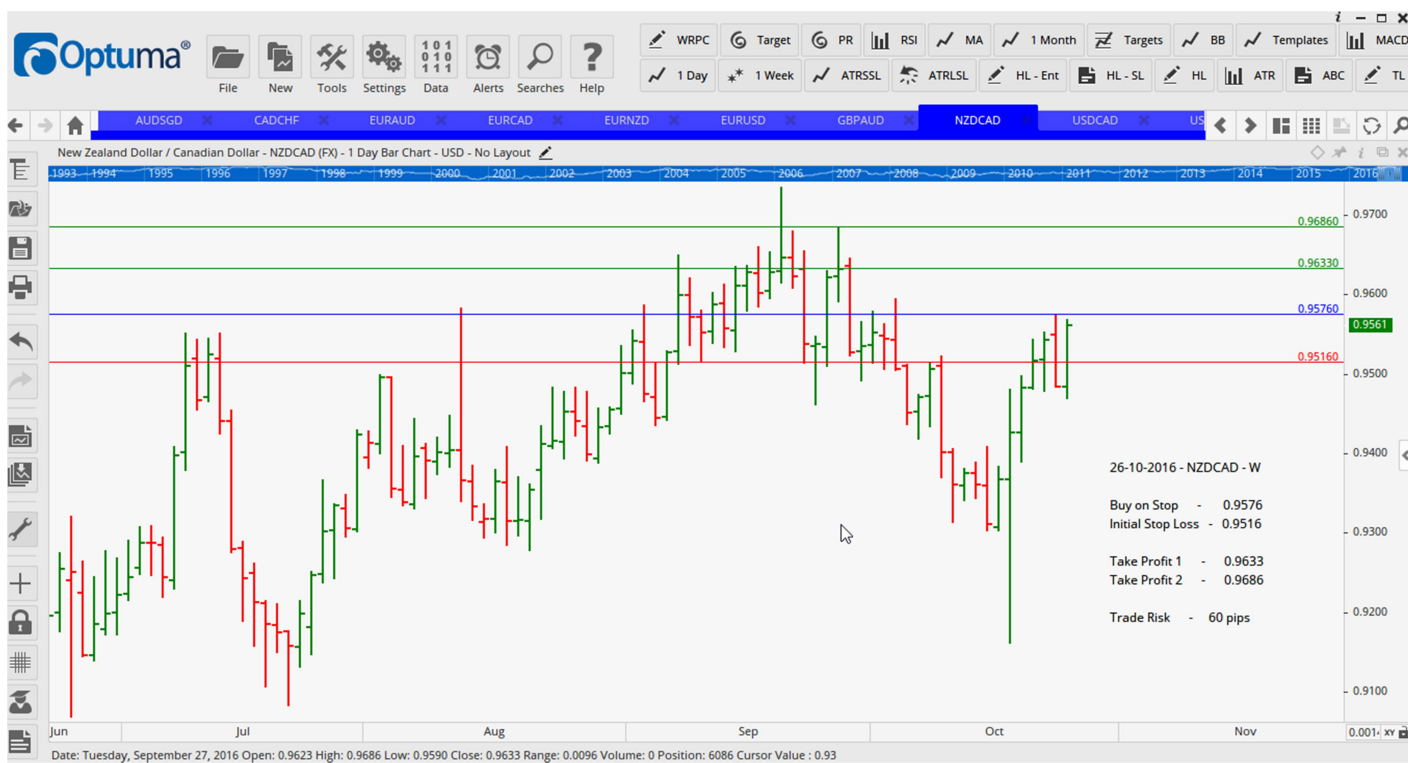 i
Optuma®
File
New
Tools
Settings
101
010
111
Data
Alerts
Searches
?
Help
WRPC
Target
PR
RSI
MA
1 Month
Targets
BB
Templates
MACD
1 Day
1 Week
ATRSSL
ATRLSL
HL - Ent
HL - SL
HL
ATR
ABC
TL
AUDSGD
CADCHF
EURAUD
EURCAD
EURNZD
EURUSD
GBPAUD
NZDCAD
USDCAD
US
New Zealand Dollar / Canadian Dollar - NZDCAD (FX) - 1 Day Bar Chart - USD - No Layout
i
1993 1994 1995 1996 1997 1998 1999 2000 2001 2002 2003 2004 2005 2006 2007 2008 2009 2010 2011 2012 2013 2014 2015 2016
0.9700
0.96860
0.96330
0.9600
0.95760
0.9561
0.95160
0.9500
0.9400
26-10-2016 - NZDCAD - W
Buy on Stop - 0.9576
Initial Stop Loss - 0.9516
0.9300
Take Profit 1 - 0.9633
Take Profit 2 - 0.9686
0.9200
Trade Risk - 60 pips
0.9100
Jun Jul Aug Sep Oct Nov
XY
Date: Tuesday, September 27, 2016 Open: 0.9623 High: 0.9686 Low: 0.9590 Close: 0.9633 Range: 0.0096 Volume: 0 Position: 6086 Cursor Value : 0.93